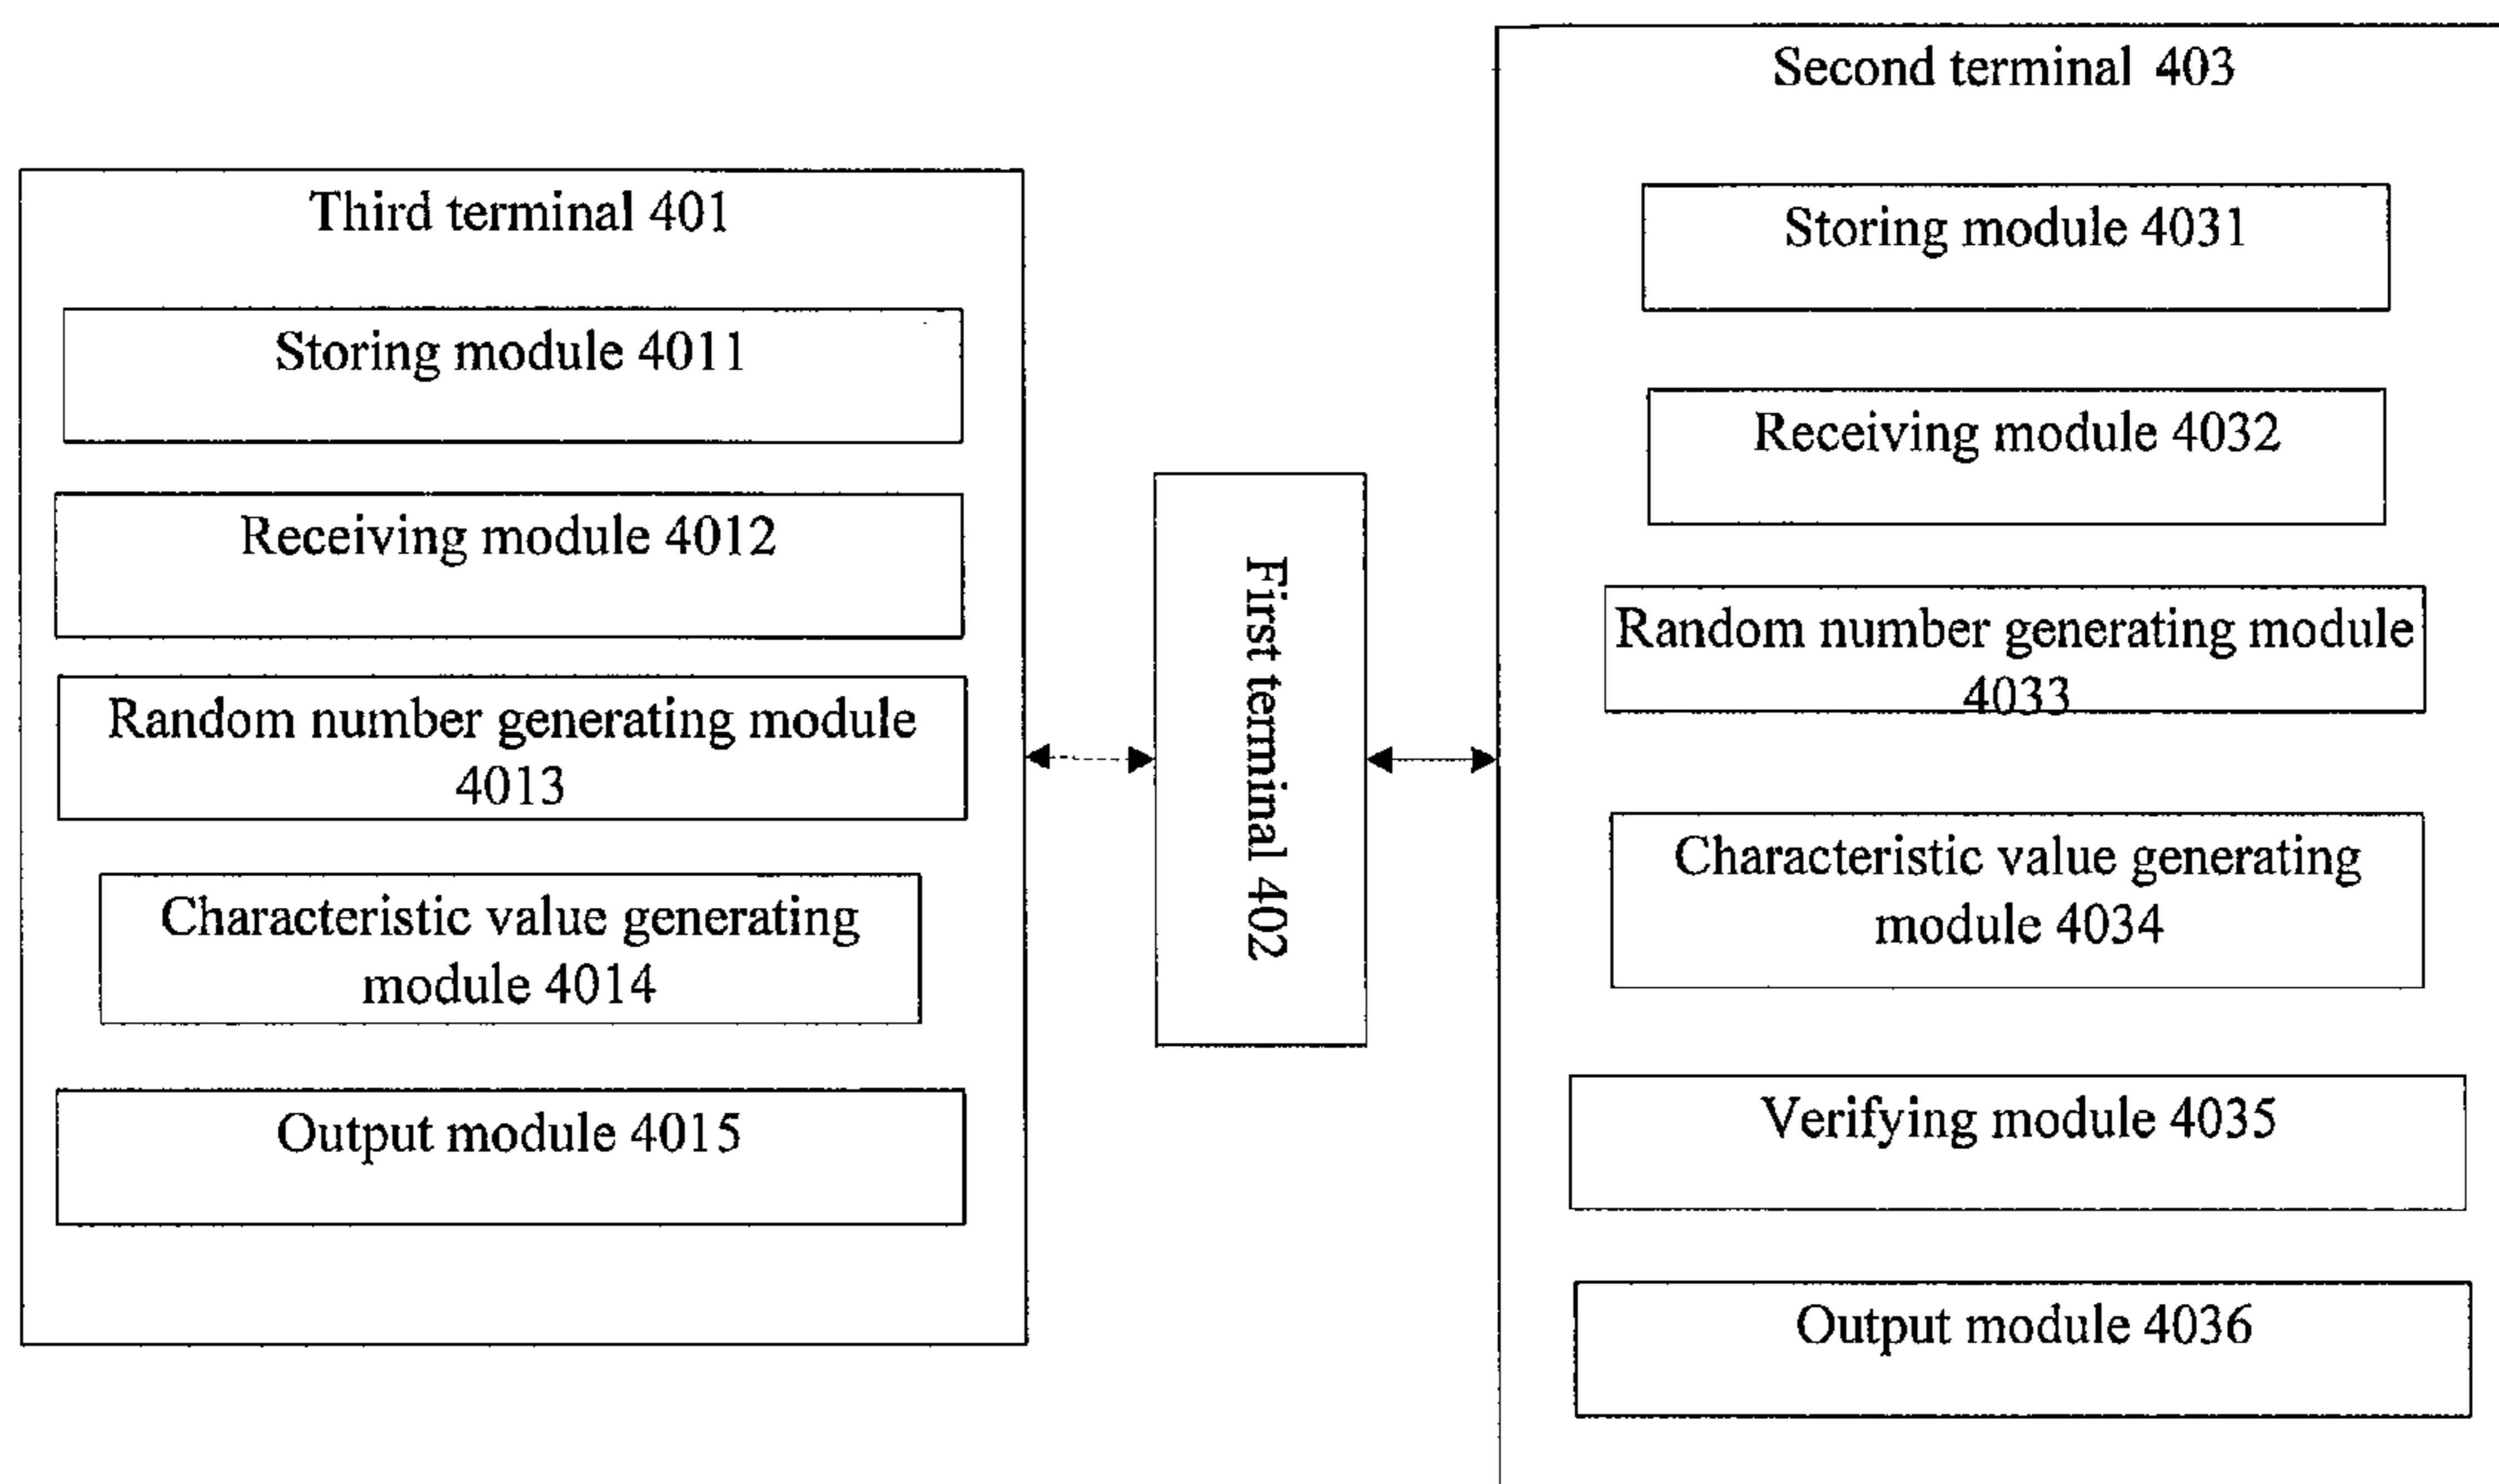 Third terminal 401
Storing module 4011
Receiving module 4012
Random number generating module
4013
Characteristic value generating
module 4014
Output module 4015
First terminal 402
Second terminal 403
Storing module 4031
Receiving module 4032
Random number generating module
4033
Characteristic value generating
module 4034
Verifying module 4035
Output module 4036